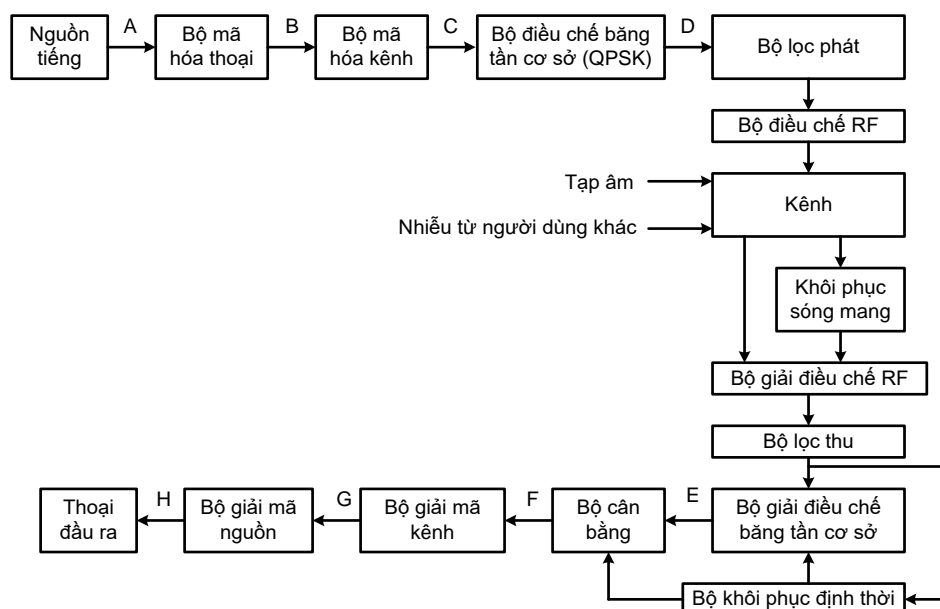 Nguồn
tiếng
A
Bộ mã
hóa thoại
B
Bộ mã
hóa kênh
C
Bộ điều chế băng
tần cơ sở (QPSK)
D
Bộ lọc phát
Bộ điều chế RF
Tạp âm
Kênh
Nhiễu từ người dùng khác
Khôi phục
sóng mang
Bộ giải điều chế RF
Bộ lọc thu
Thoại
đầu ra
H
Bộ giải mã
nguồn
G
Bộ giải mã
kênh
F
Bộ cân
bằng
E
Bộ giải điều chế
băng tần cơ sở
Bộ khôi phục định thời